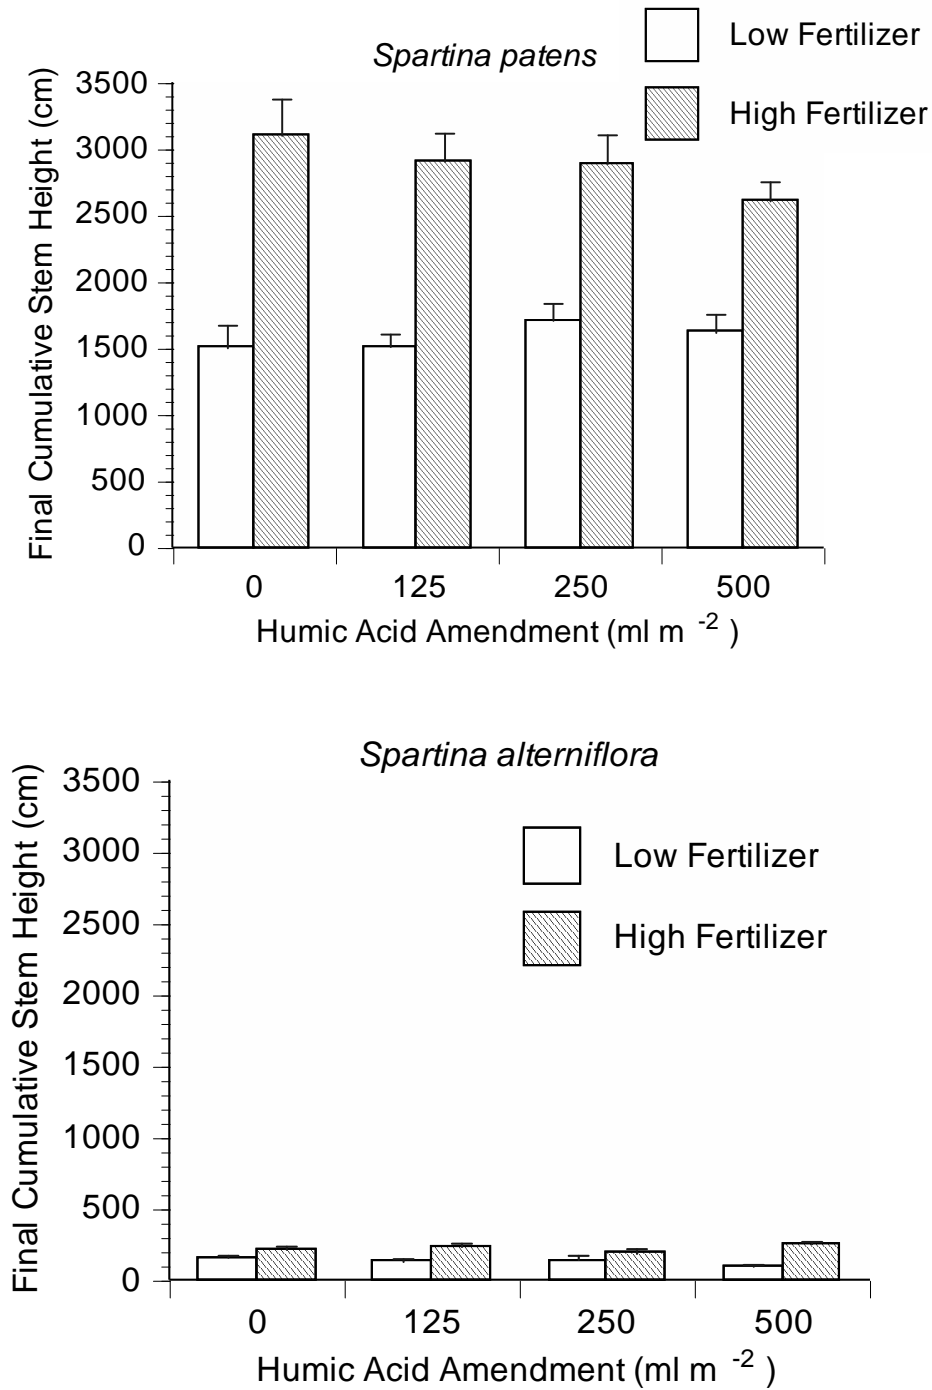 Spartina patens
Low Fertilizer
High Fertilizer
Final Cumulative Stem Height (cm)
3500
3000
2500
2000
1500
1000
500
0
0 125 250 500
Humic Acid Amendment (ml m -2 )
Spartina alterniflora
Low Fertilizer
High Fertilizer
Final Cumulative Stem Height (cm)
3500
3000
2500
2000
1500
1000
500
0
0 125 250 500
Humic Acid Amendment (ml m -2 )